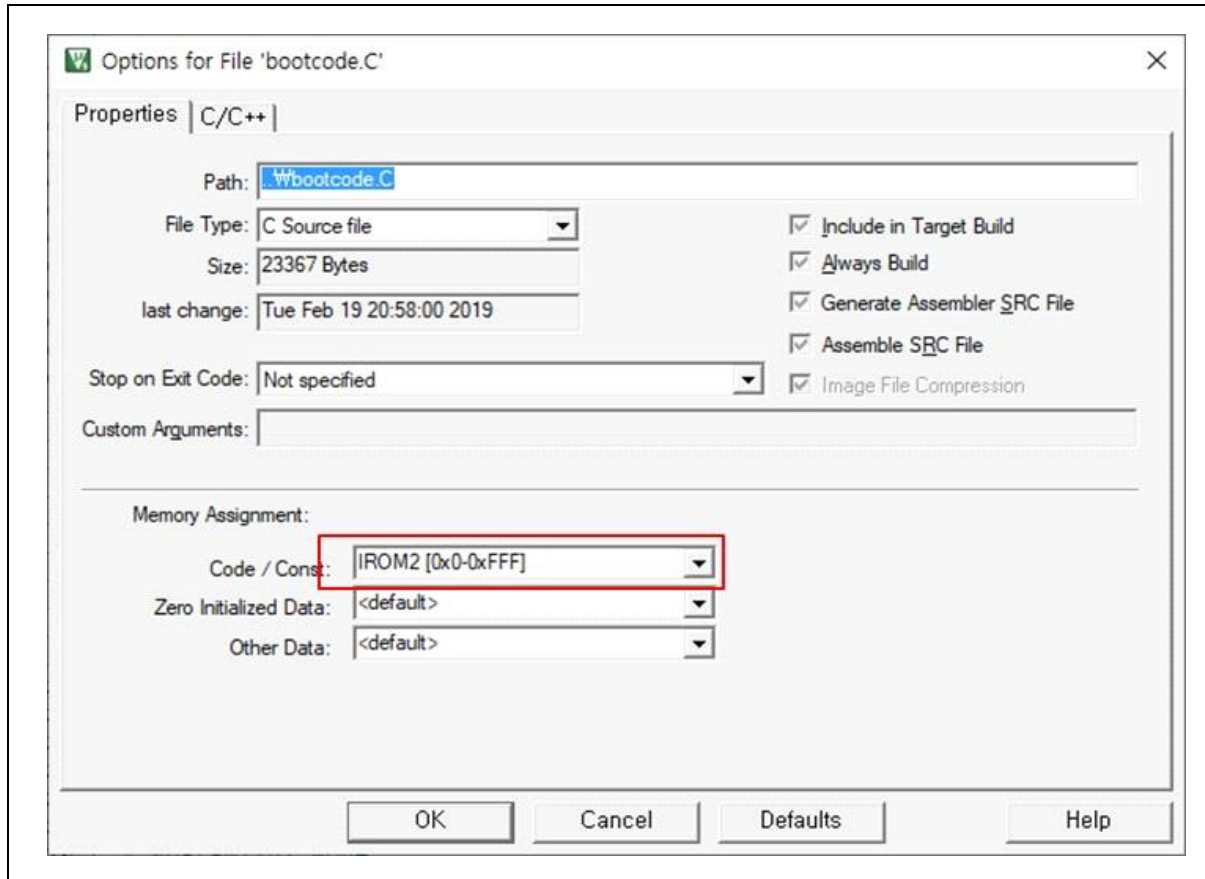 Options for File 'bootcode.C'
Properties
C/C++
Path: ..₩bootcode.C
File Type: C Source file
Size: 23367 Bytes
last change: Tue Feb 19 20:58:00 2019
Stop on Exit Code: Not specified
Custom Arguments:
Include in Target Build
Always Build
Generate Assembler SRC File
Assemble SRC File
Image File Compression
Memory Assignment:
Code / Const: IROM2 [0x0-0xFFF]
Zero Initialized Data: <default>
Other Data: <default>
OK Cancel Defaults Help